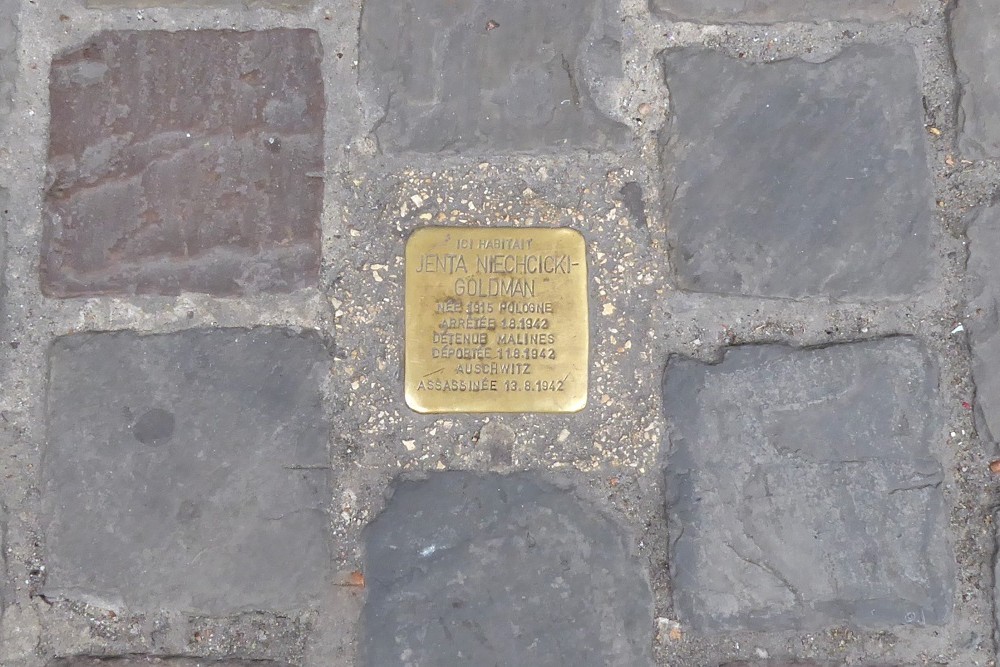 ICI HABITAIT
JENTA NIECHCICKI-
GOLDMAN
NÉE 1915 POLOGNE
ARRÊTÉE 1.8.1942
DÉTENUE MALINES
DÉPORTÉE 11.8.1942
AUSCHWITZ
ASSASSINÉE 13.8.1942